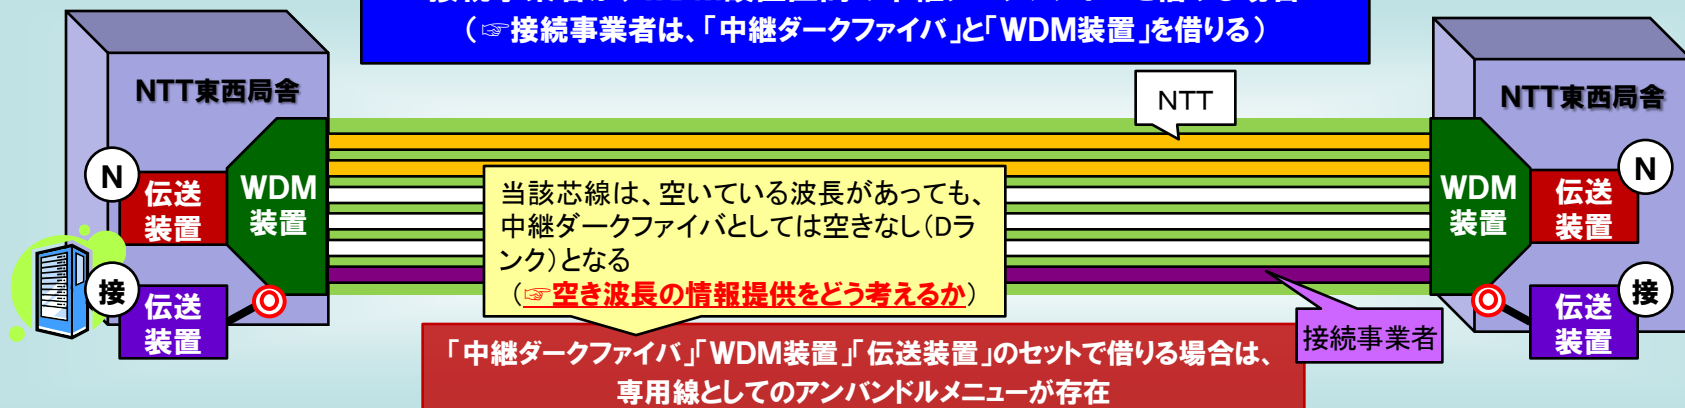 (☞接続事業者は、「中継ダークファイバ」と「WDM装置」を借りる)
NTT東西局舎
NTT
NTT東西局舎
N
伝送
装置
WDM
装置
接
伝送
装置
当該芯線は、空いている波長があっても、
中継ダークファイバとしては空きなし(Dラ
ンク)となる
(☞空き波長の情報提供をどう考えるか)
WDM
装置
N
伝送
装置
接
伝送
装置
接続事業者
「中継ダークファイバ」「WDM装置」「伝送装置」のセットで借りる場合は、
専用線としてのアンバンドルメニューが存在